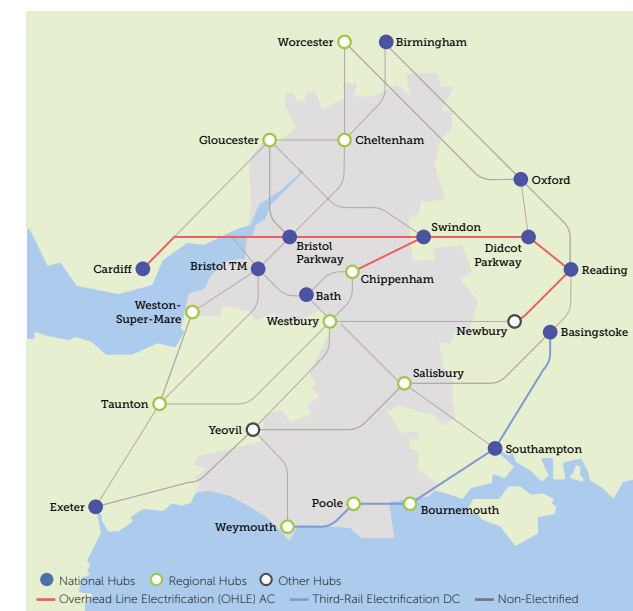 Worcester
Birmingham
Gloucester
Cheltenham
Oxford
Swindon
Bristol
Parkway
Didcot
Parkway
Cardiff
Bristol TM
Chippenham
Reading
Bath
Weston-
Super-Mare
Westbury
Newbury
Basingstoke
Salisbury
Taunton
Yeovil
Southampton
Exeter
Poole
Bournemouth
Weymouth
National Hubs
Regional Hubs
Other Hubs
Overhead Line Electrification (OHLE) AC
Third-Rail Electrification DC
Non-Electrified